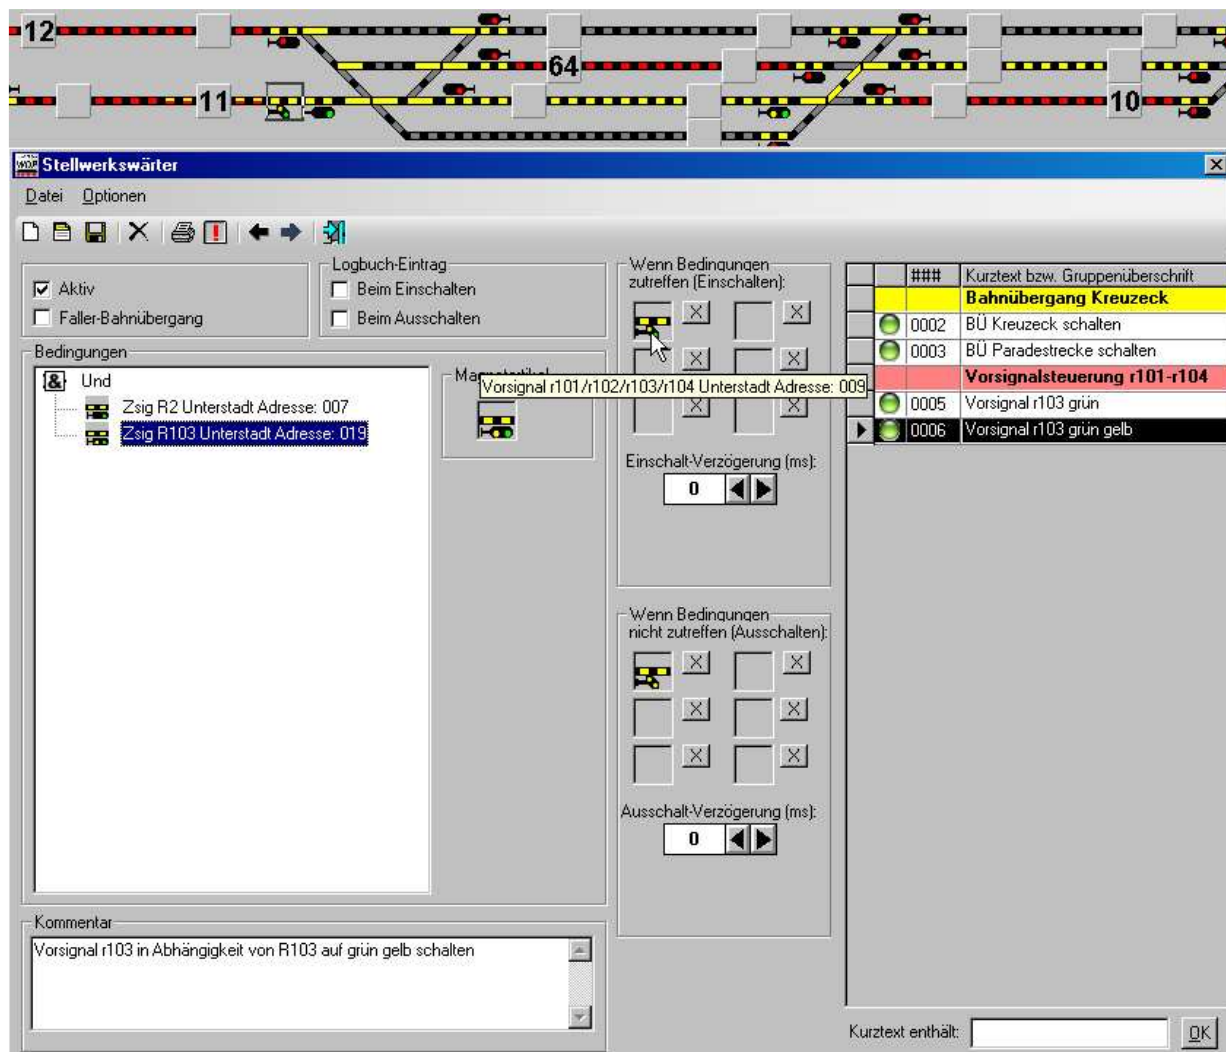 12
64
11
10
WDP Stellwerkswärter
Datei Optionen
Aktiv
Faller-Bahnübergang
Logbuch-Eintrag
Beim Einschalten
Beim Ausschalten
Bedingungen
& Und
Zsig R2 Unterstadt Adresse: 007
Zsig R103 Unterstadt Adresse: 019
Vorsignal r101/r102/r103/r104 Unterstadt Adresse: 009
Wenn Bedingungen
zutreffen (Einschalten):
X X
X
X X
Einschalt-Verzögerung (ms):
0
Wenn Bedingungen
nicht zutreffen (Ausschalten):
X X
X X
X X
Ausschalt-Verzögerung (ms):
0
Kommentar
Vorsignal r103 in Abhängigkeit von R103 auf grün gelb schalten
### Kurztext bzw. Gruppenüberschrift
Bahnübergang Kreuzeck
0002 BÜ Kreuzeck schalten
0003 BÜ Paradestrecke schalten
Vorsignalsteuerung r101-r104
0005 Vorsignal r103 grün
0006 Vorsignal r103 grün gelb
Kurztext enthält:
OK